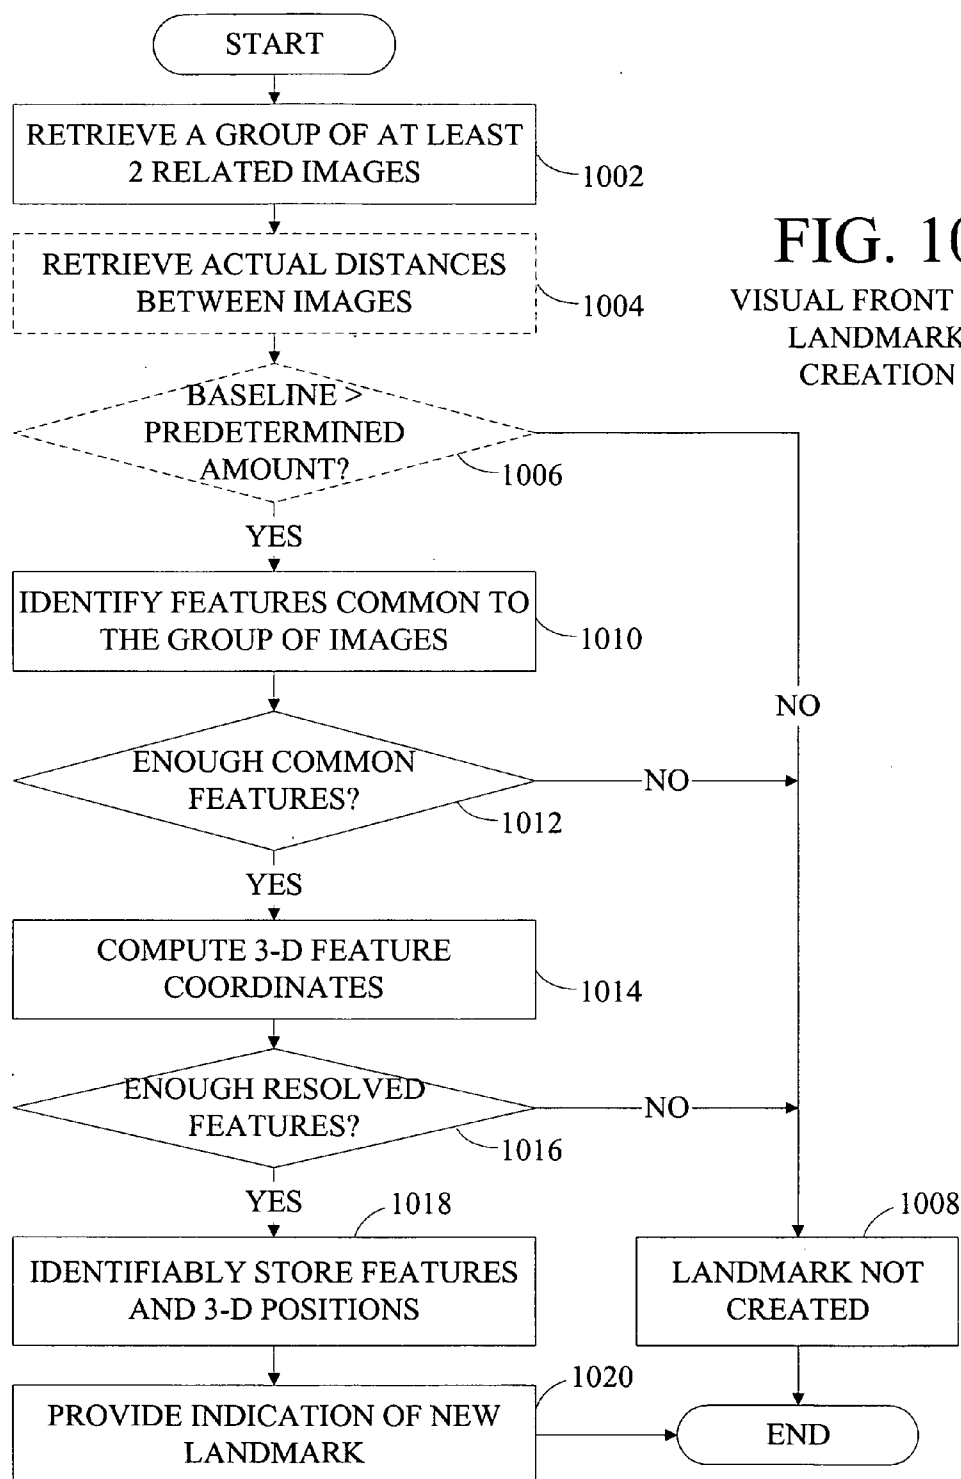 START
RETRIEVE A GROUP OF AT LEAST
2 RELATED IMAGES
1002
FIG. 10
VISUAL FRONT
LANDMARK
CREATION
RETRIEVE ACTUAL DISTANCES
BETWEEN IMAGES
1004
BASELINE >
PREDETERMINED
AMOUNT?
1006
YES
NO
IDENTIFY FEATURES COMMON TO
THE GROUP OF IMAGES
1010
ENOUGH COMMON
FEATURES?
NO
1012
YES
COMPUTE 3-D FEATURE
COORDINATES
1014
ENOUGH RESOLVED
FEATURES?
NO
1016
YES
1018
1008
IDENTIFIABLY STORE FEATURES
AND 3-D POSITIONS
LANDMARK NOT
CREATED
1020
PROVIDE INDICATION OF NEW
LANDMARK
END